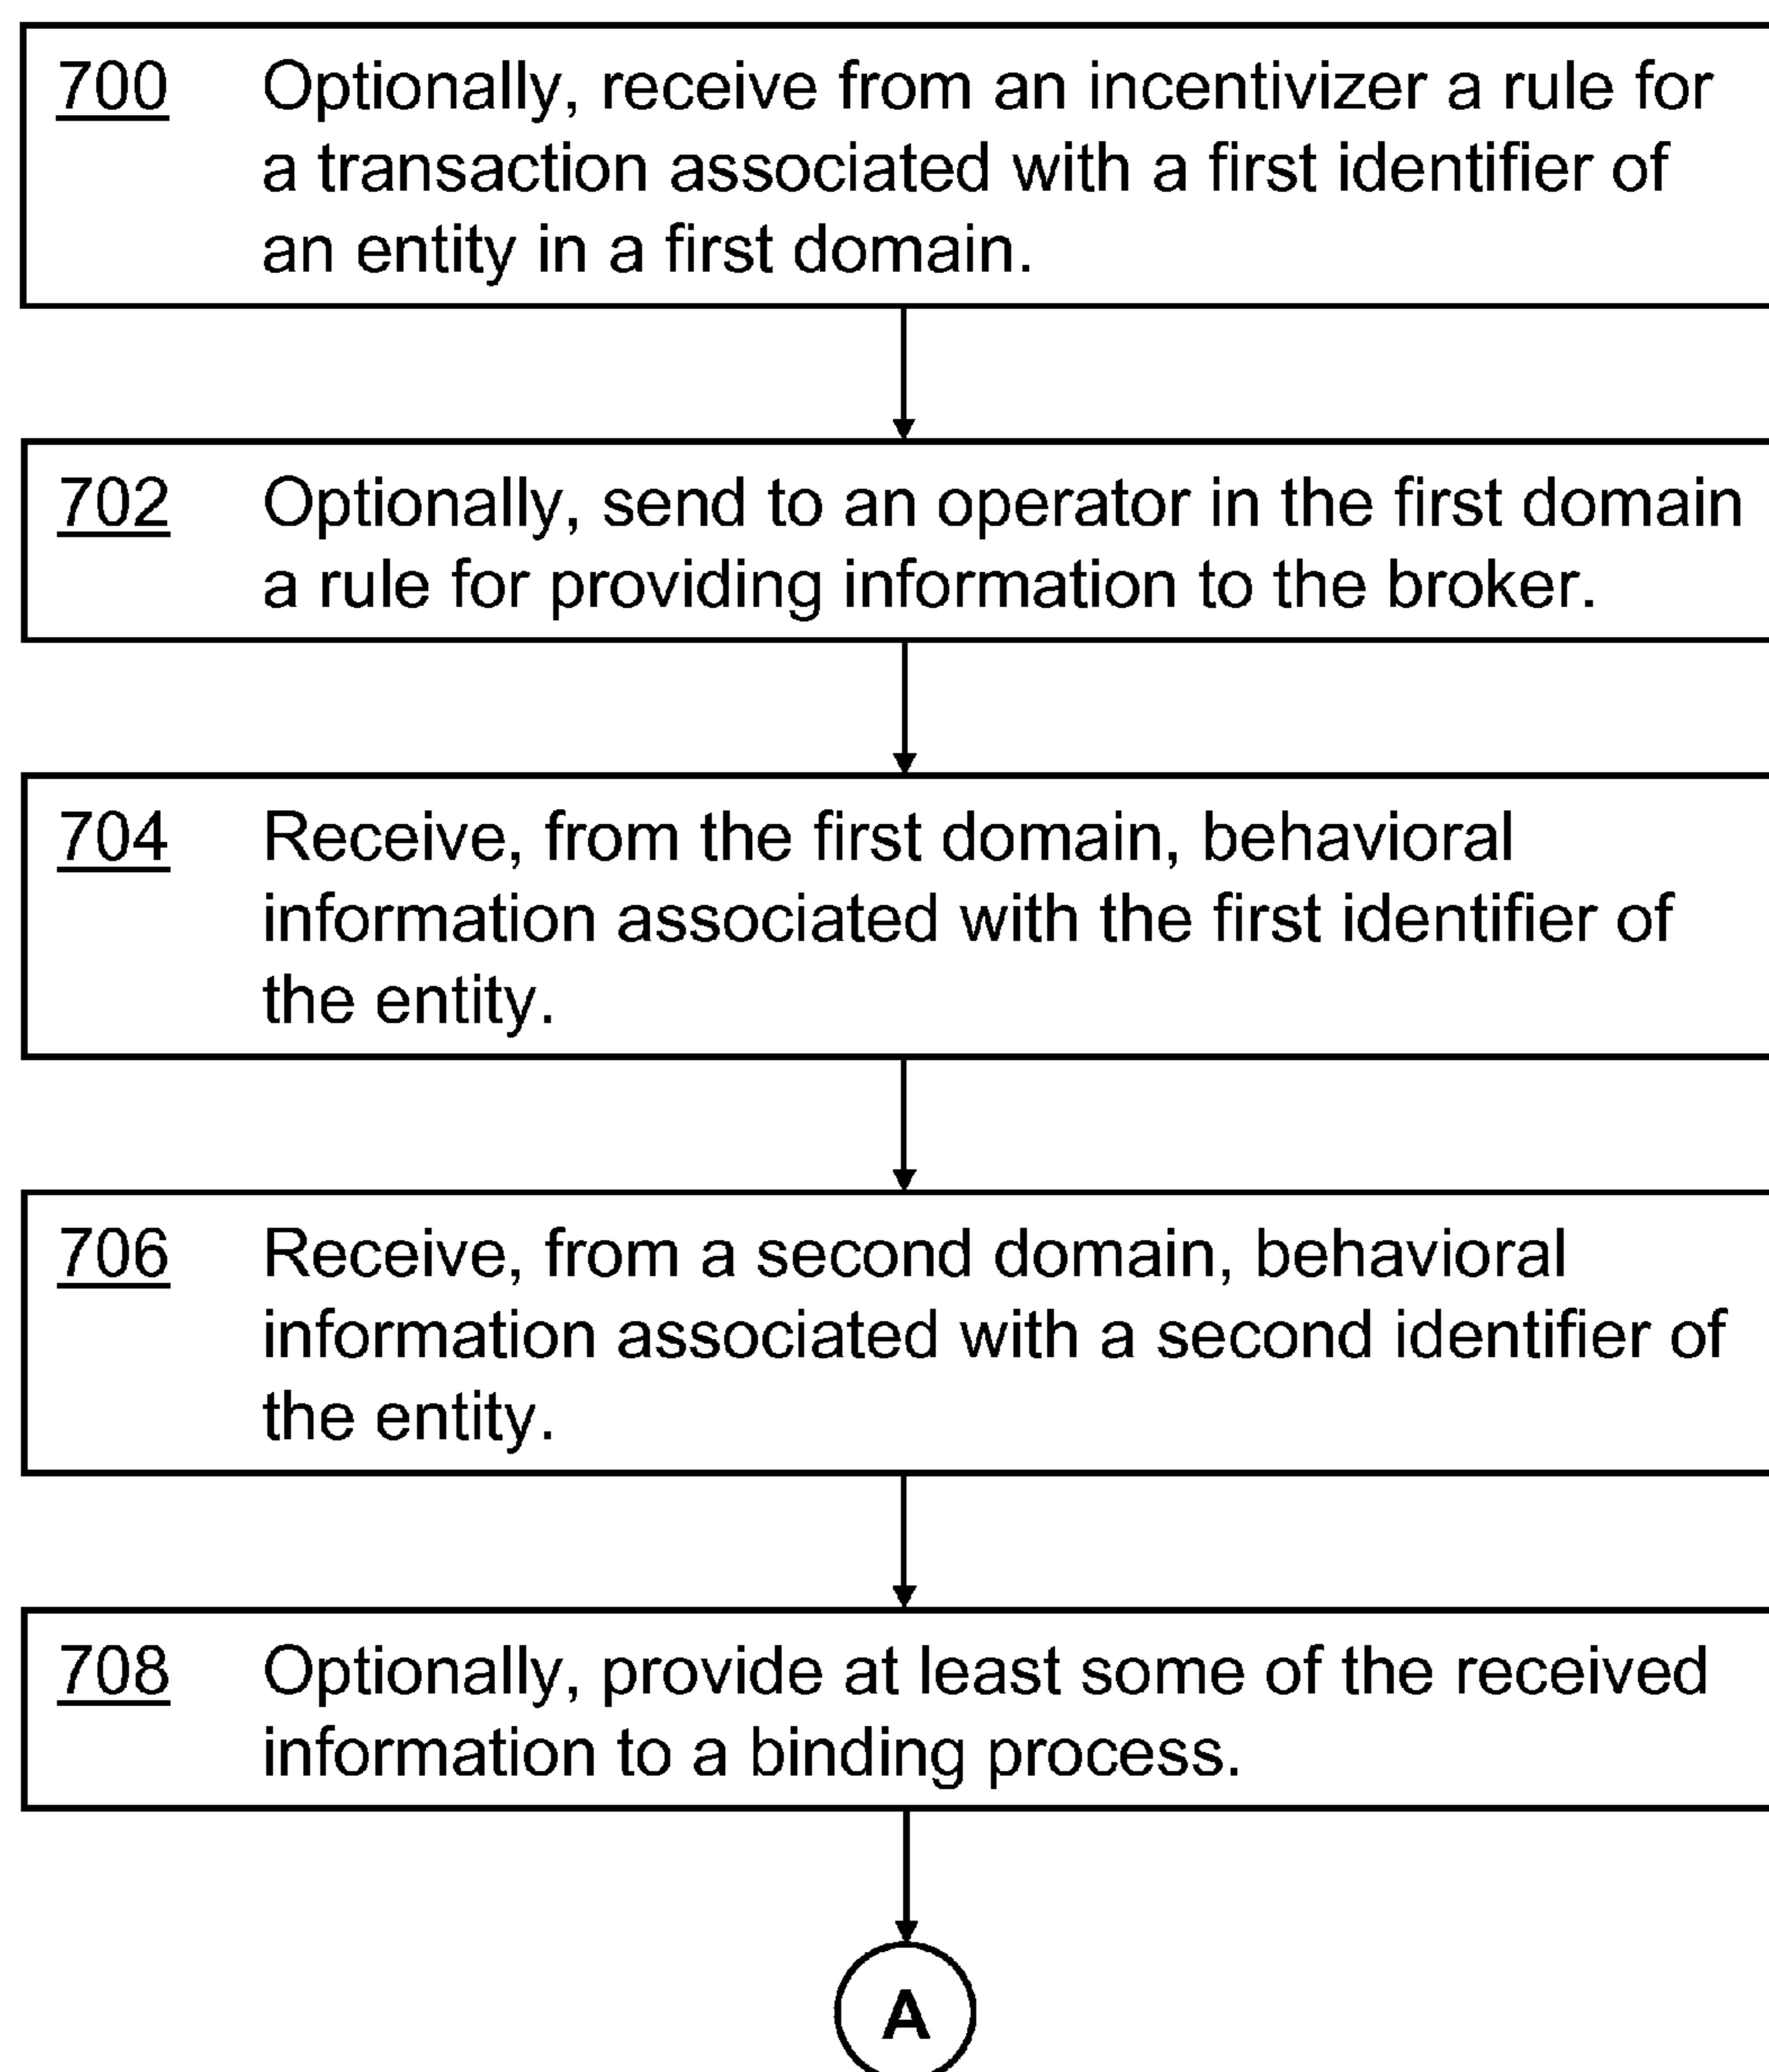 700 Optionally, receive from an incentivizer a rule for
a transaction associated with a first identifier of
an entity in a first domain.
702 Optionally, send to an operator in the first domain
a rule for providing information to the broker.
704 Receive, from the first domain, behavioral
information associated with the first identifier of
the entity.
706 Receive, from a second domain, behavioral
information associated with a second identifier of
the entity.
708 Optionally, provide at least some of the received
information to a binding process.
A